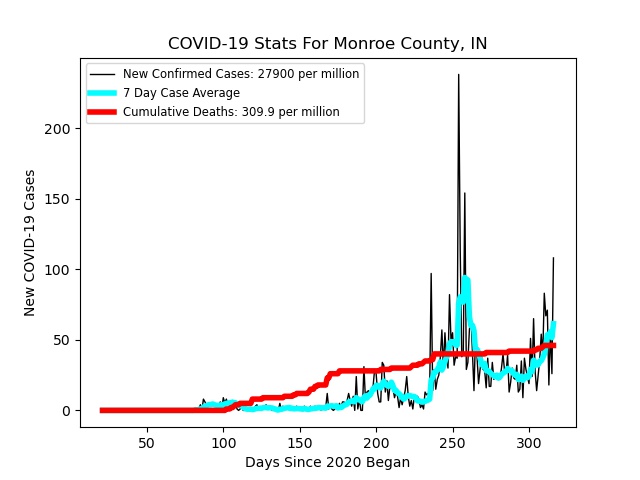 COVID-19 Stats For Monroe County, IN
New Confirmed Cases: 27900 per million
7 Day Case Average
Cumulative Deaths: 309.9 per million
New COVID-19 Cases
200
150
100
50
0
50 100 150 200 250 300
Days Since 2020 Began